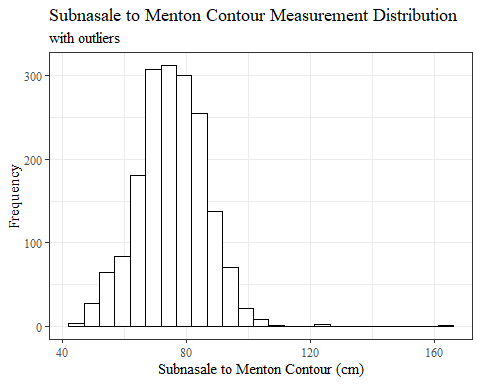 Subnasale to Menton Contour Measurement Distribution
with outliers
Frequency
300
200
100
0
40 80 120 160
Subnasale to Menton Contour (cm)